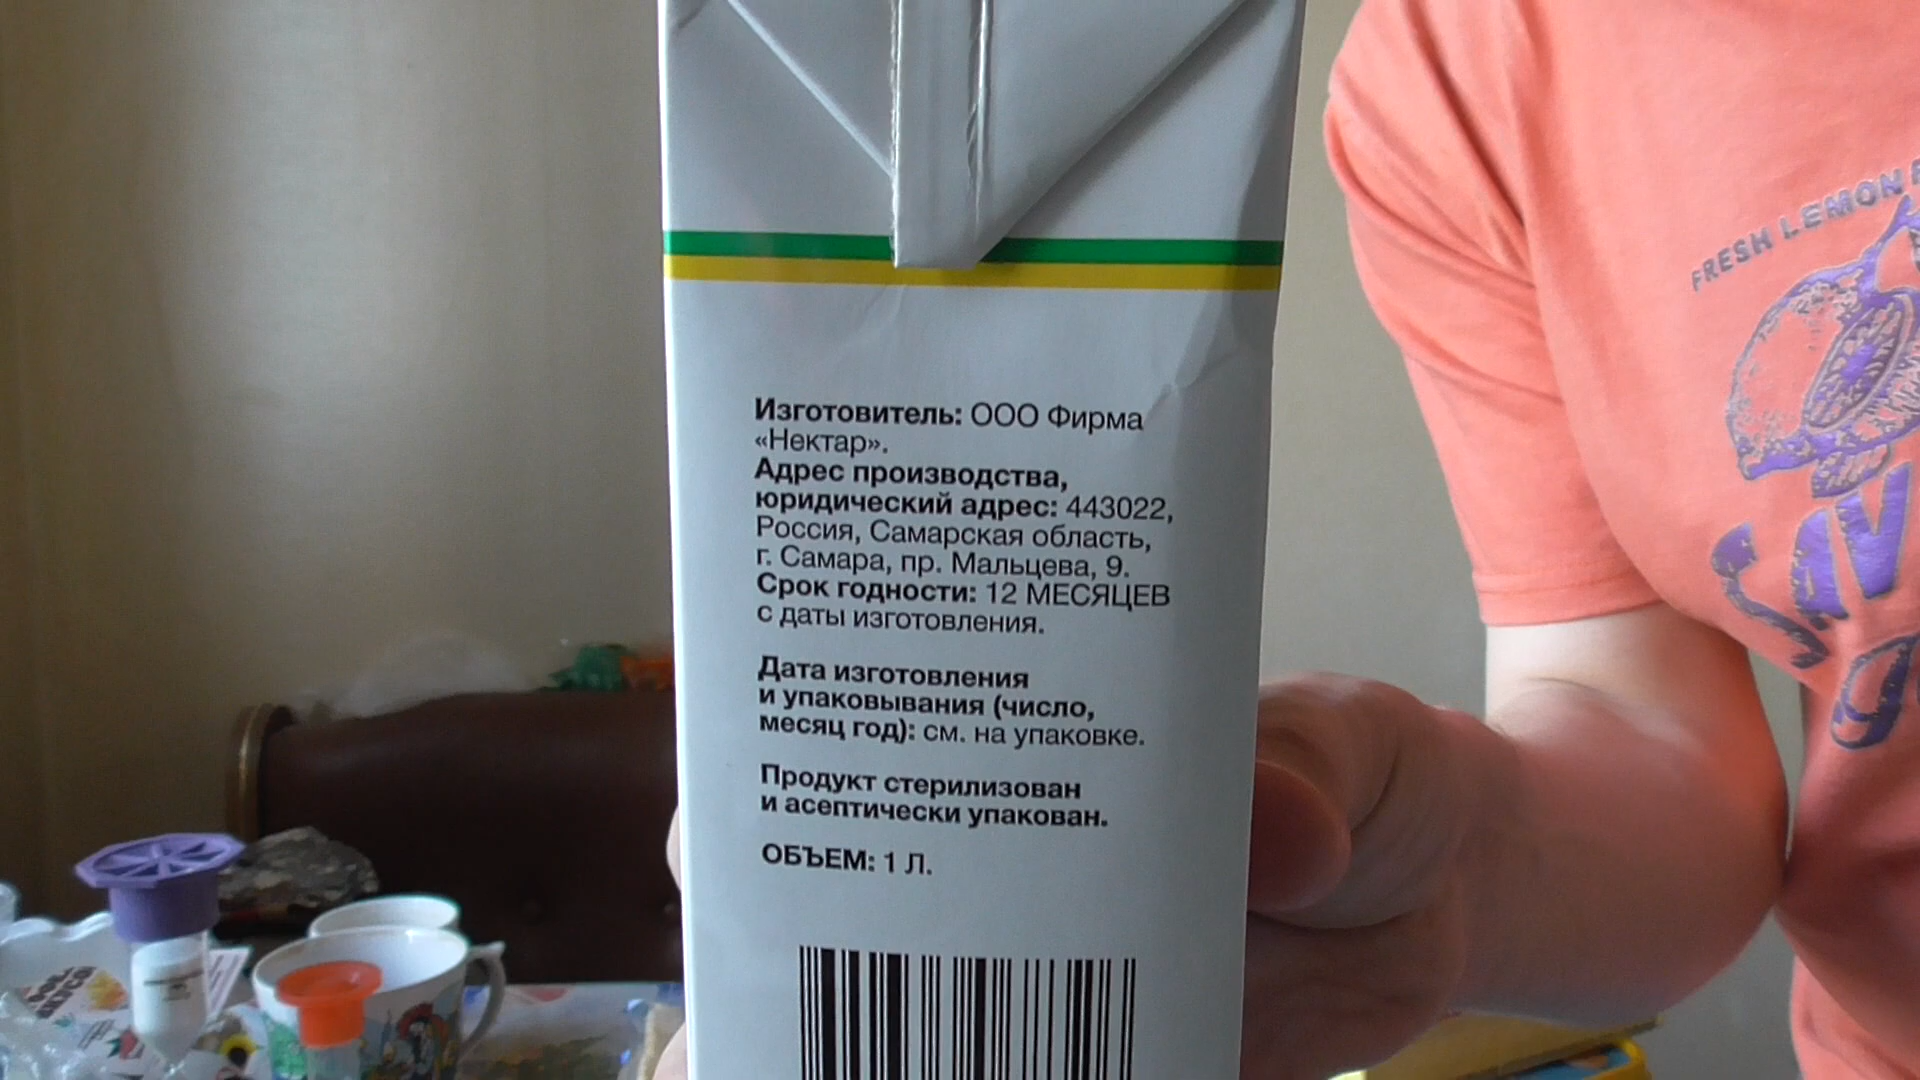 Изготовитель: ООО Фирма
«Нектар».
Адрес производства,
юридический адрес: 443022,
Россия, Самарская область,
г. Самара, пр. Мальцева, 9.
Срок годности: 12 МЕСЯЦЕВ
с даты изготовления.
Дата изготовления
и упаковывания (число,
месяц год): см. на упаковке.
Продукт стерилизован
и асептически упакован.
ОБЪЕМ: 1 Л.
FRESH LEMON